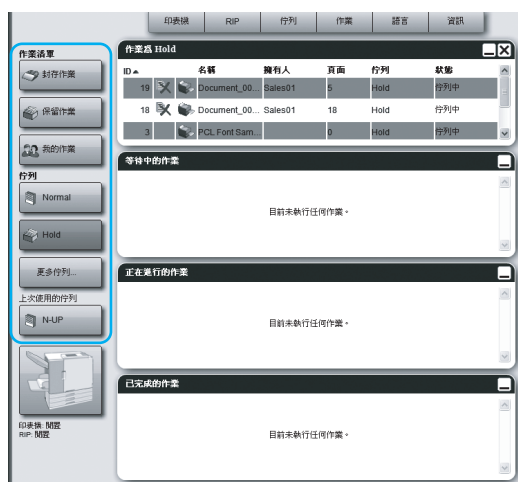 印表機 RIP 佇列 作業 語言 資訊
作業清單
封存作業
保留作業
我的作業
佇列
Normal
Hold
更多佇列...
上次使用的佇列
N-UP
印表機: 閒置
RIP: 閒置
作業為 Hold
ID 名稱 擁有人 頁面 佇列 狀態
19 Document_00... Sales01 5 Hold 佇列中
18 Document_00... Sales01 18 Hold 佇列中
3 PCL Font Sam... 0 Hold 佇列中
等待中的作業
目前未執行任何作業。
正在進行的作業
目前未執行任何作業。
已完成的作業
目前未執行任何作業。